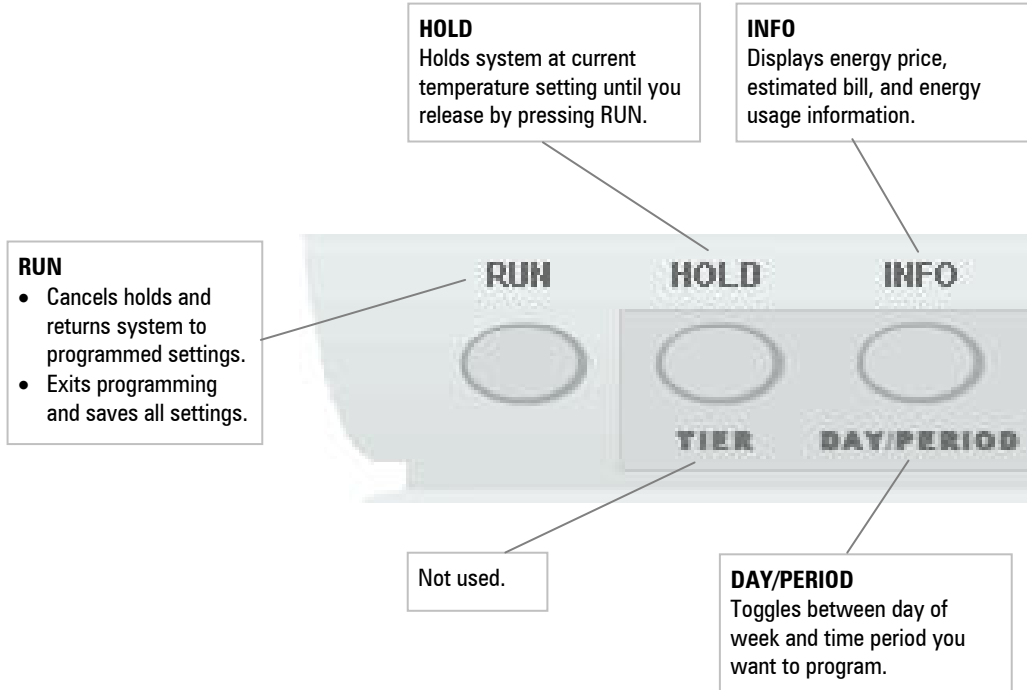 HOLD
Holds system at current
temperature setting until you
release by pressing RUN.
INFO
Displays energy price,
estimated bill, and energy
usage information.
RUN
• Cancels holds and
returns system to
programmed settings.
• Exits programming
and saves all settings.
RUN HOLD INFO
TIER DAY/PERIOD
Not used.
DAY/PERIOD
Toggles between day of
week and time period you
want to program.